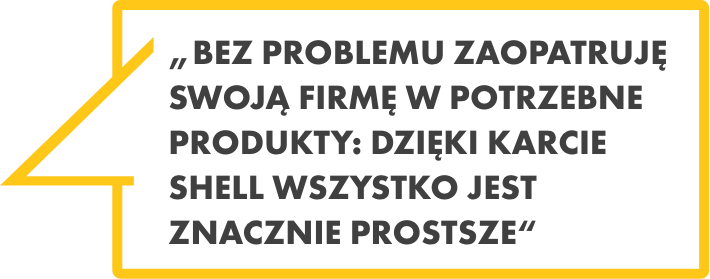 „BEZ PROBLEMU ZAOPATRUJĘ
SWOJĄ FIRMĘ W POTRZEBNE
PRODUKTY: DZIĘKI KARCIE
SHELL WSZYSTKO JEST
ZNACZNIE PROSTSZE“